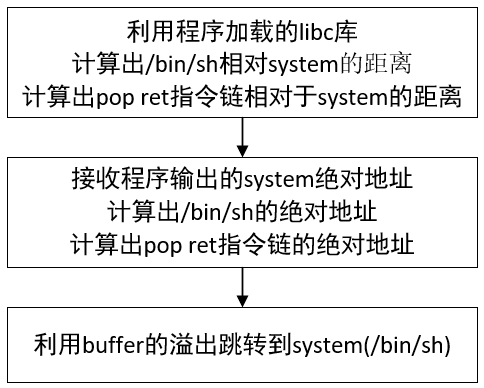 利用程序加载的libc库
计算出/bin/sh相对system的距离
计算出pop ret指令链相对于system的距离
接收程序输出的system绝对地址
计算出/bin/sh的绝对地址
计算出pop ret指令链的绝对地址
利用buffer的溢出跳转到system(/bin/sh)